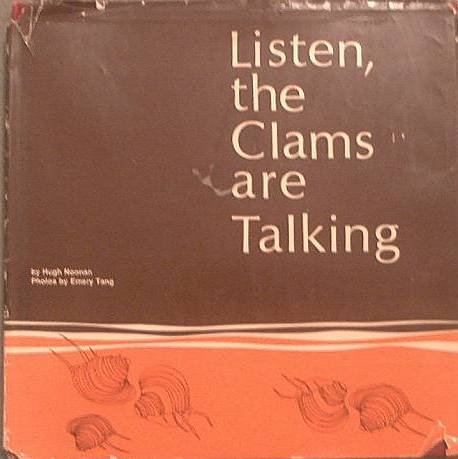 Listen,
the
Clams
are
Talking
by Hugh Noonan
Photos by Emery Tang